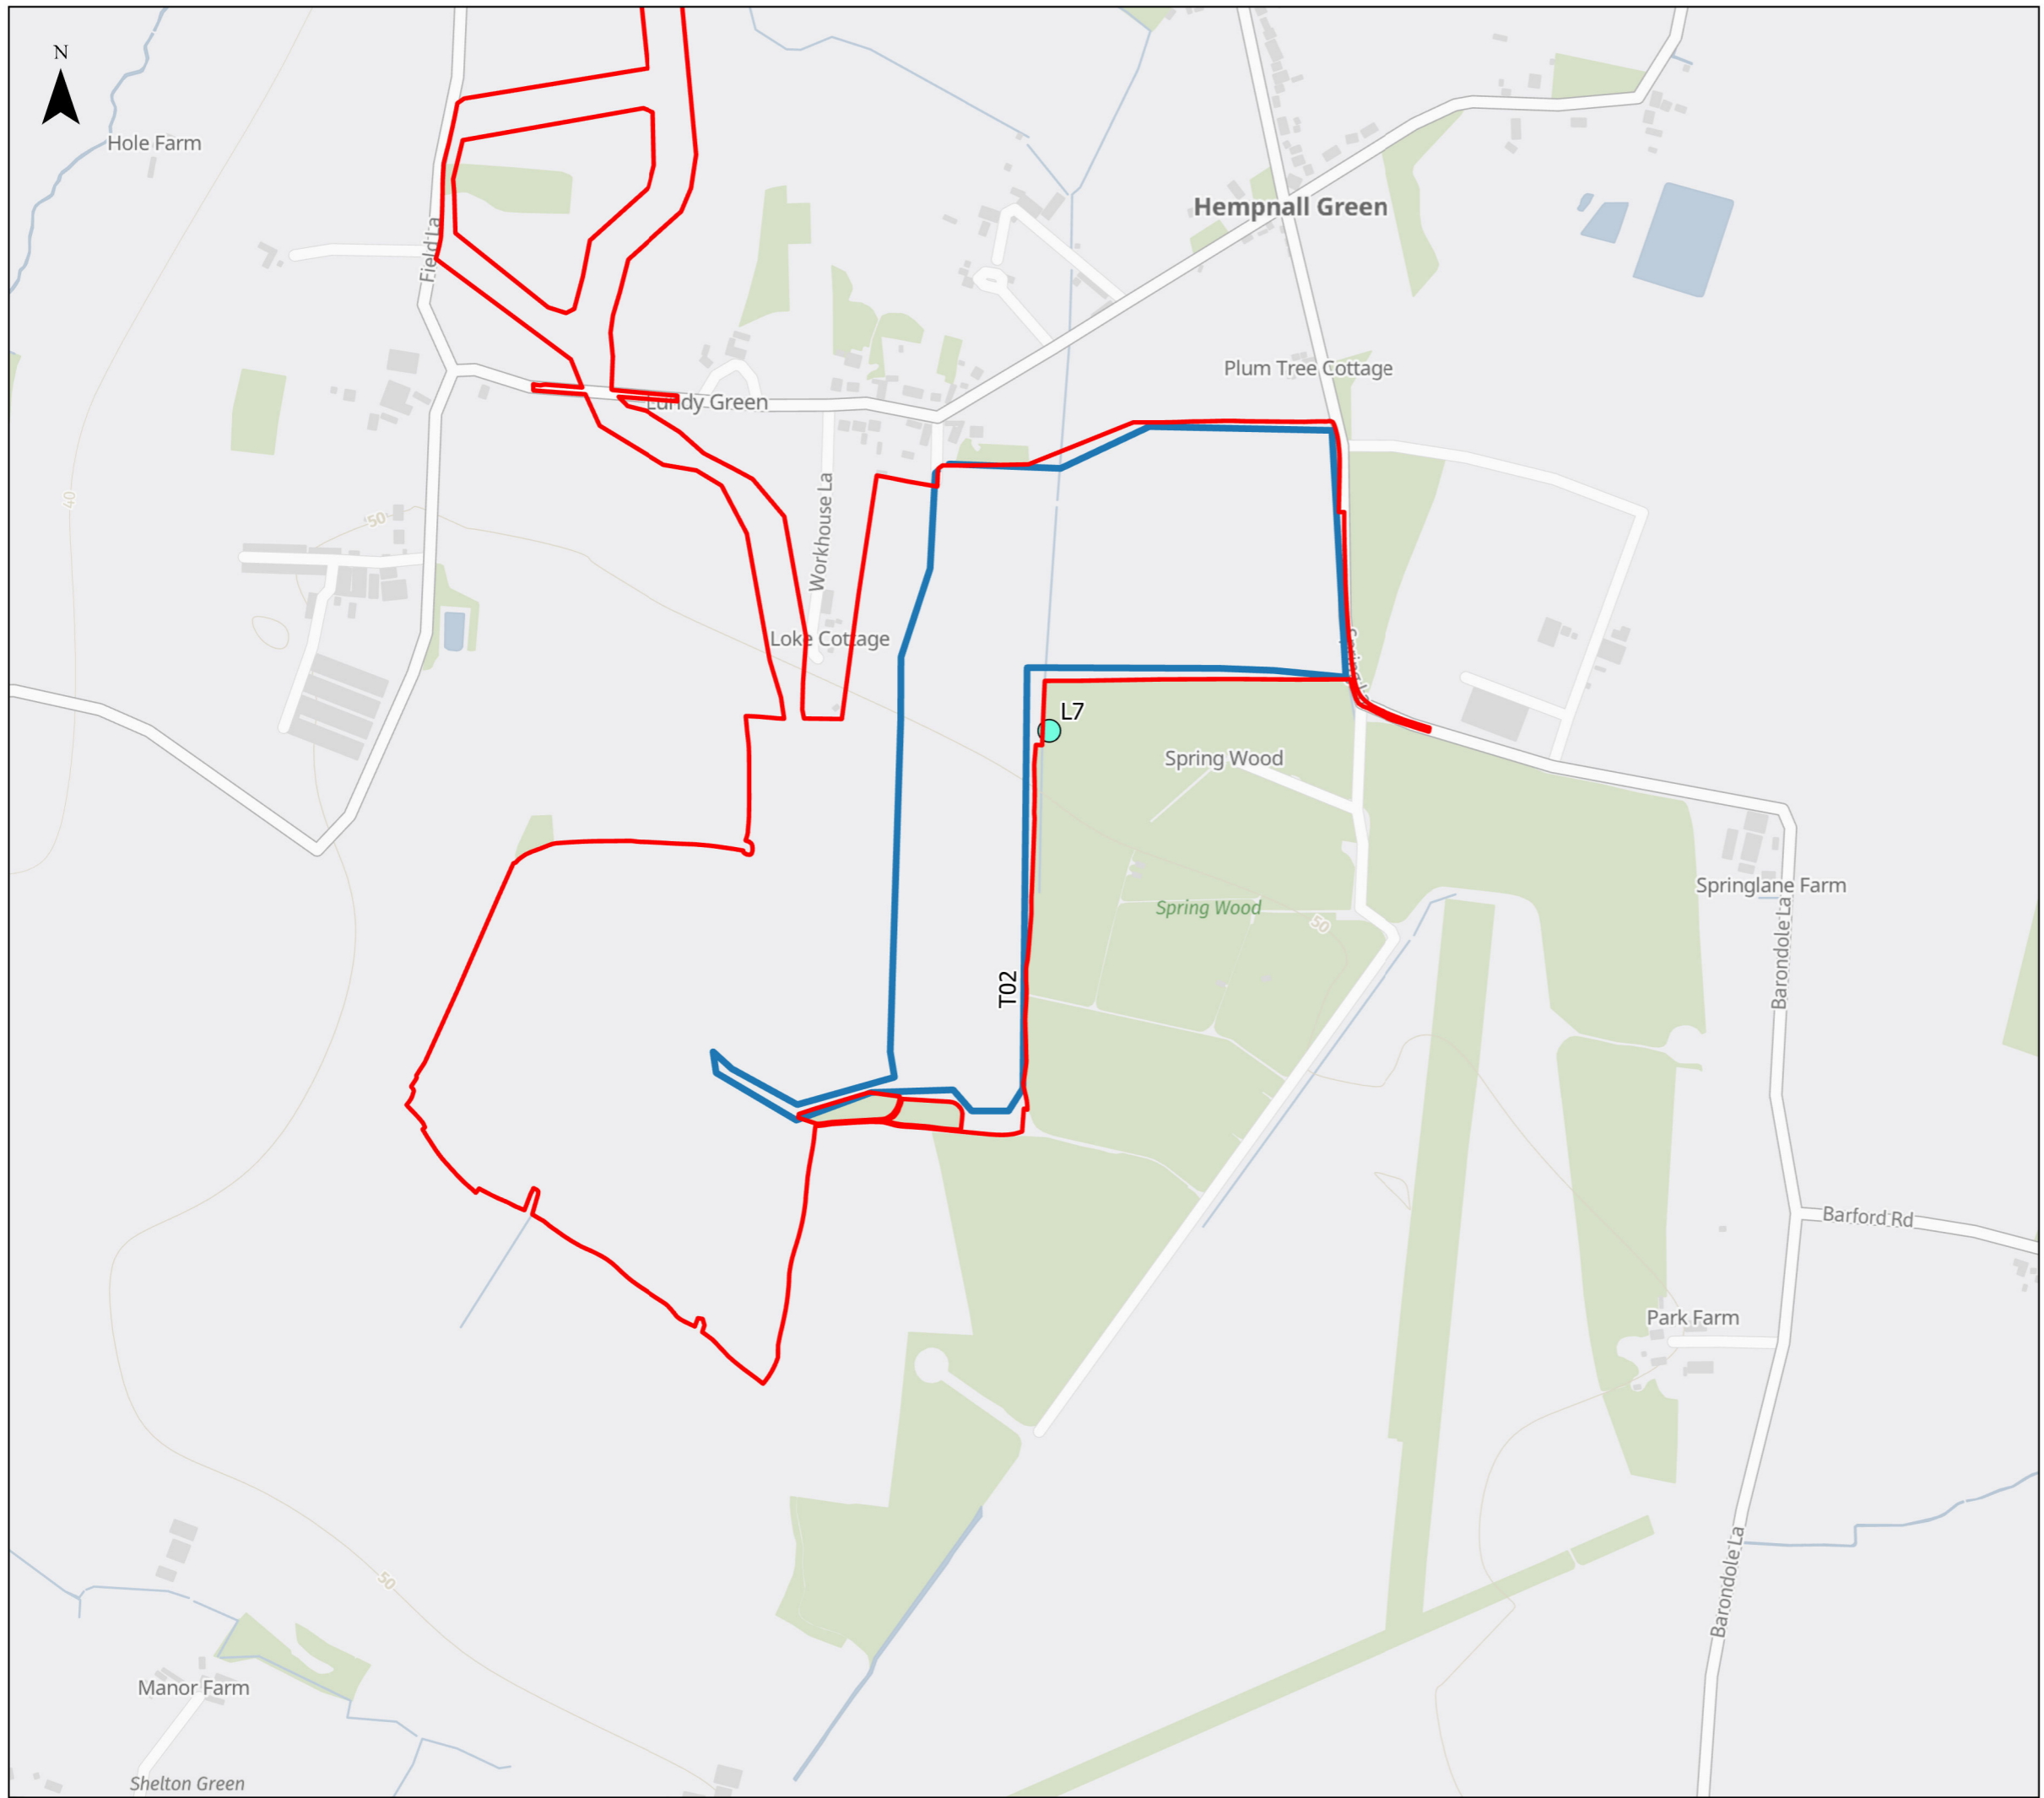 N
Hole Farm
Hempnall Green
Field La
Plum Tree Cottage
Lundy Green
40
50
Workhouse La
Loke Cottage
Spring La
L7
Spring Wood
Springlane Farm
Spring Wood
50
Barondole La
T02
Barford Rd
Park Farm
50
Barondole La
Manor Farm
Shelton Green